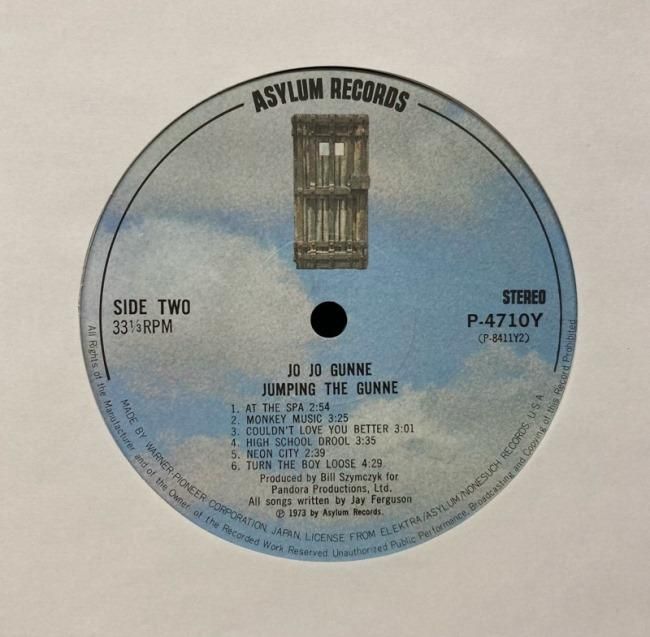 ASYLUM RECORDS
SIDE TWO
33⅓RPM
STEREO
P-4710Y
(P-8411Y2)
JO JO GUNNE
JUMPING THE GUNNE
1. AT THE SPA 2:54
2. MONKEY MUSIC 3:25
3. COULDN'T LOVE YOU BETTER 3:01
4. HIGH SCHOOL DROOL 3:35
5. NEON CITY 2:39
6. TURN THE BOY LOOSE 4:29
Produced by Bill Szymczyk for
Pandora Productions, Ltd.
All songs written by Jay Ferguson
℗ 1973 by Asylum Records.
MADE BY WARNER-PIONEER CORPORATION, JAPAN, LICENSE FROM ELEKTRA/ASYLUM/NONESUCH RECORDS, U.S.A.
All Rights of the Manufacturer and of the Owner of the Recorded Work Reserved Unauthorized Public Performance, Broadcasting and Copying of this Record Prohibited